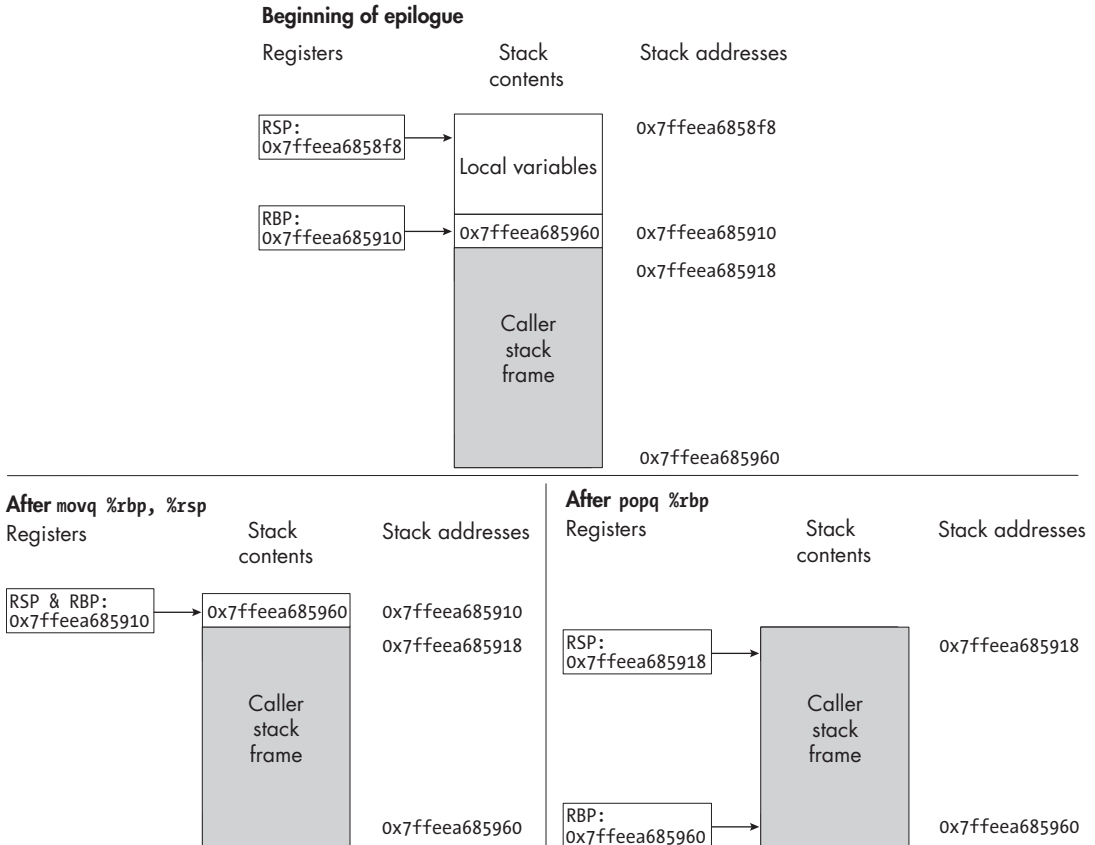 Beginning of epilogue
Registers
Stack
contents
Stack addresses
RSP:
0x7ffeea6858f8
Local variables
0x7ffeea6858f8
RBP:
0x7ffeea685910
0x7ffeea685960
0x7ffeea685910
0x7ffeea685918
Caller
stack
frame
0x7ffeea685960
After movq %rbp, %rsp
Registers
Stack
contents
Stack addresses
RSP & RBP:
0x7ffeea685910
0x7ffeea685960
0x7ffeea685910
0x7ffeea685918
Caller
stack
frame
0x7ffeea685960
After popq %rbp
Registers
Stack
contents
Stack addresses
RSP:
0x7ffeea685918
0x7ffeea685918
Caller
stack
frame
RBP:
0x7ffeea685960
0x7ffeea685960